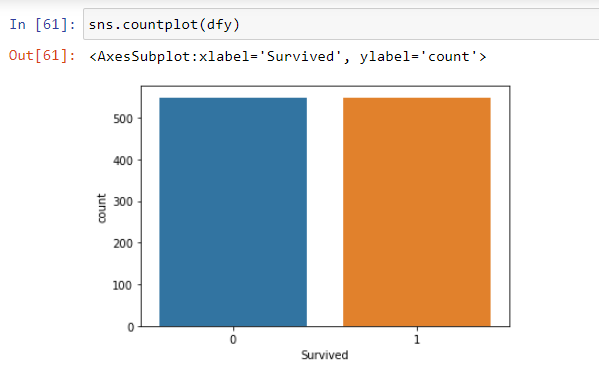 In [61]: sns.countplot(dfy)
Out[61]: <AxesSubplot:xlabel='Survived', ylabel='count'>
500
400
300
200
100
0
count
0 1
Survived